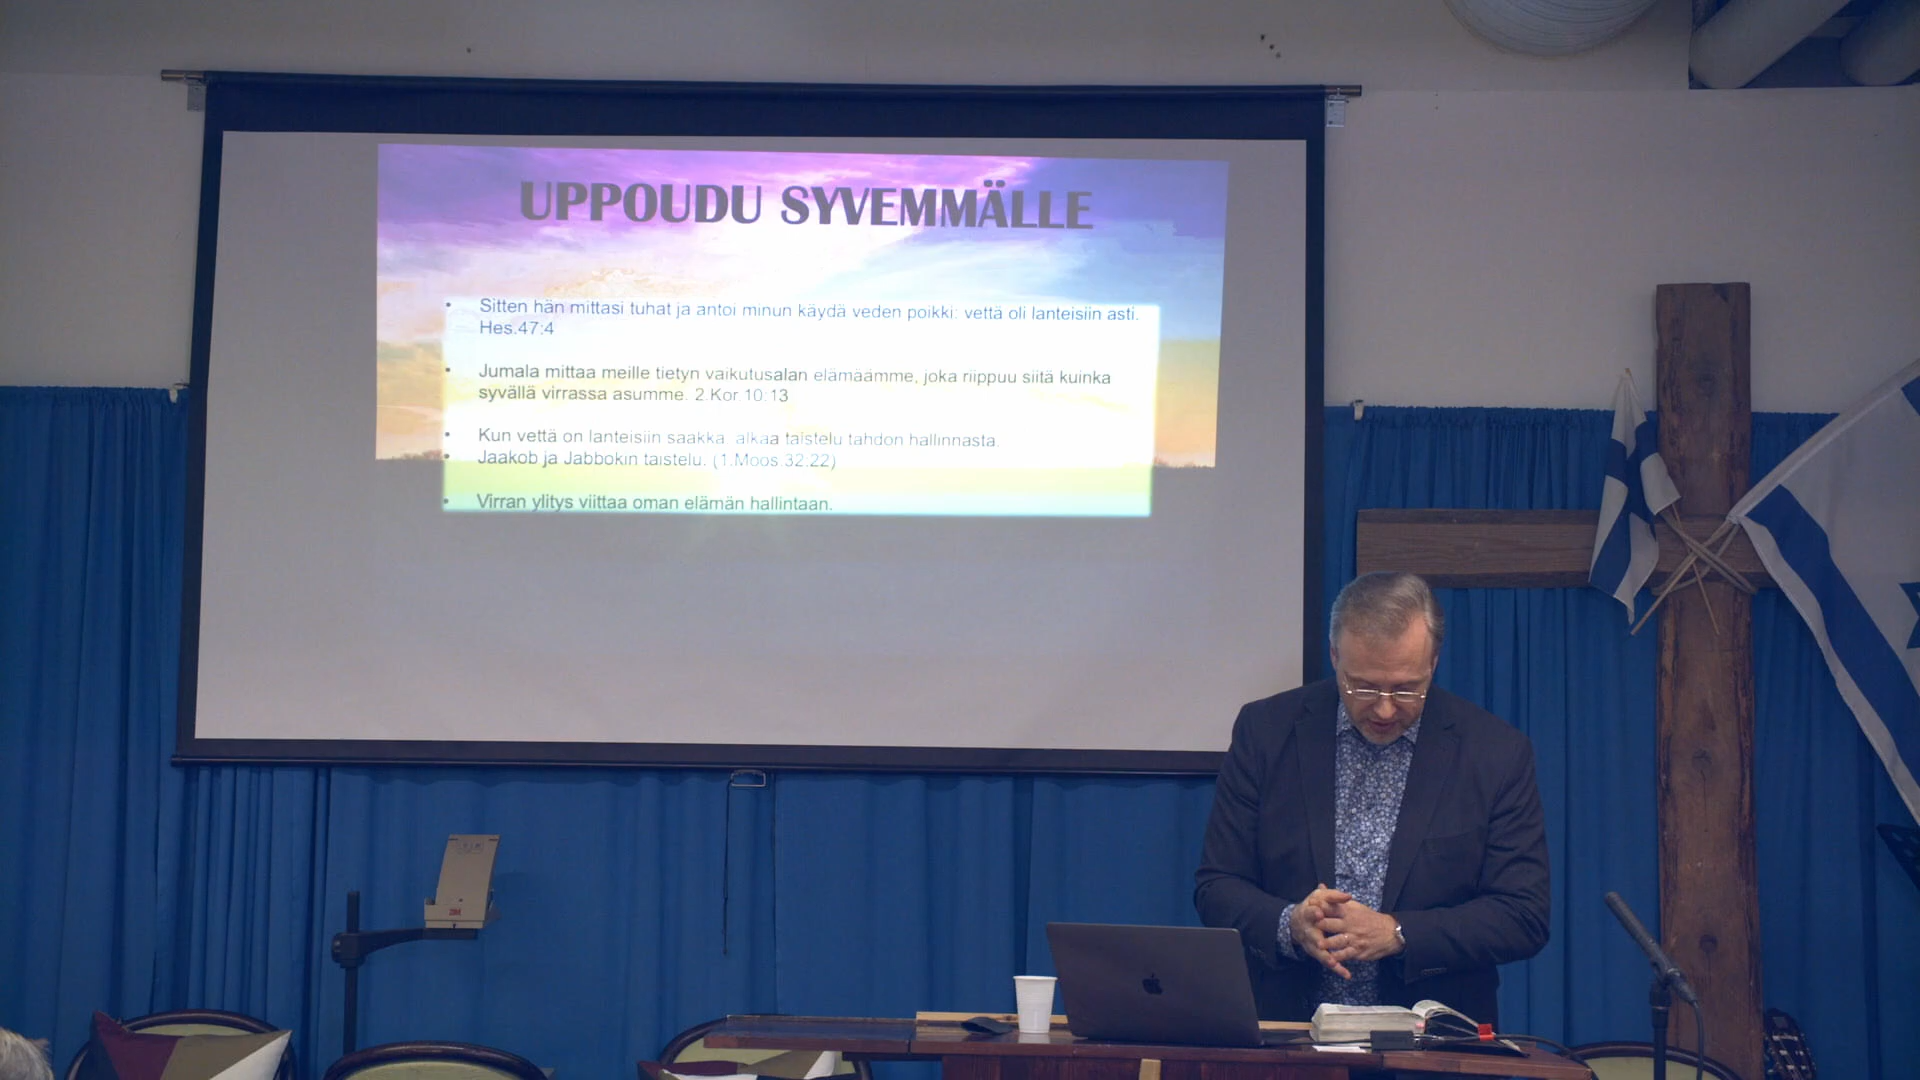 UPPOUDU SYVEMMÄLLE
• Sitten hän mittasi tuhat ja antoi minun käydä veden poikki: vettä oli lanteisiin asti.
Hes.47:4
• Jumala mittaa meille tietyn vaikutusalan elämäämme, joka riippuu siitä kuinka
syvällä virrassa asumme. 2.Kor.10:13
• Kun vettä on lanteisiin saakka, alkaa taistelu tahdon hallinnasta.
• Jaakob ja Jabbokin taistelu. (1.Moos.32:22)
• Virran ylitys viittaa oman elämän hallintaan.
3M